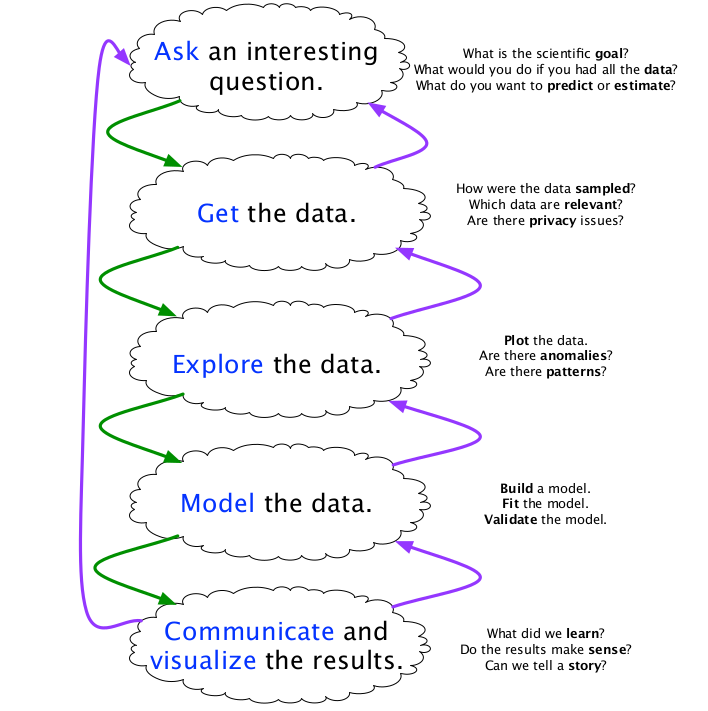 Ask an interesting
question.
What is the scientific goal?
What would you do if you had all the data?
What do you want to predict or estimate?
Get the data.
How were the data sampled?
Which data are relevant?
Are there privacy issues?
Explore the data.
Plot the data.
Are there anomalies?
Are there patterns?
Model the data.
Build a model.
Fit the model.
Validate the model.
Communicate and
visualize the results.
What did we learn?
Do the results make sense?
Can we tell a story?